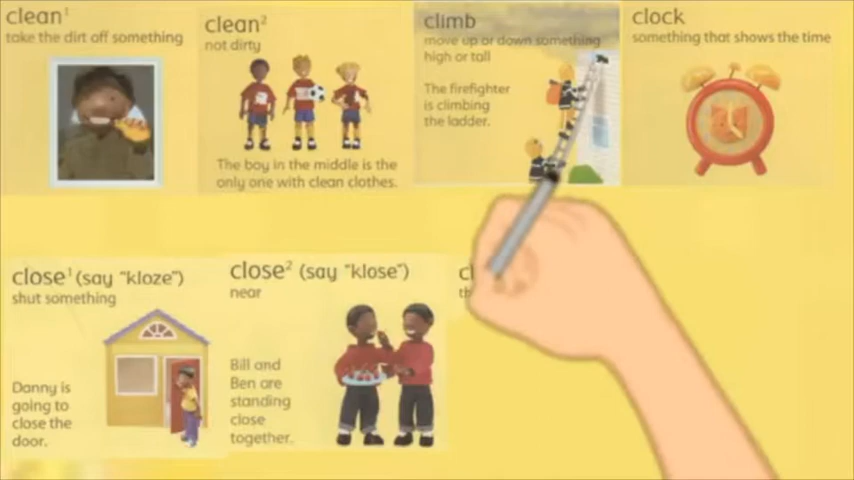 clean¹
take the dirt off something
clean²
not dirty
The boy in the middle is the
only one with clean clothes.
climb
move up or down something
high or tall
The firefighter
is climbing
the ladder.
clock
something that shows the time
close¹ (say "kloze")
shut something
Danny is
going to
close the
door.
close² (say "klose")
near
Bill and
Ben are
standing
close
together.